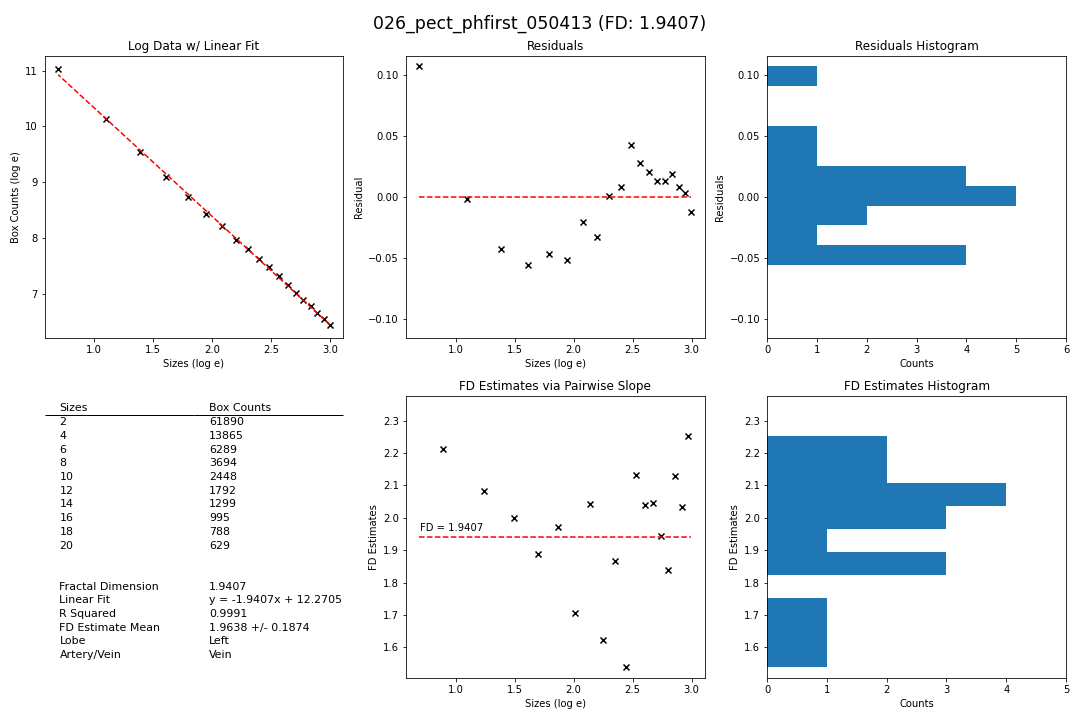 026_pect_phfirst_050413 (FD: 1.9407)
Log Data w/ Linear Fit
11
10
9
8
7
1.0 1.5 2.0 2.5 3.0
Box Counts (log e)
Sizes (log e)
Residuals
0.10
0.05
0.00
−0.05
−0.10
1.0 1.5 2.0 2.5 3.0
Residual
Sizes (log e)
Residuals Histogram
0.10
0.05
0.00
−0.05
−0.10
0 1 2 3 4 5 6
Residuals
Counts
Sizes Box Counts
2 61890
4 13865
6 6289
8 3694
10 2448
12 1792
14 1299
16 995
18 788
20 629
Fractal Dimension 1.9407
Linear Fit y = -1.9407x + 12.2705
R Squared 0.9991
FD Estimate Mean 1.9638 +/- 0.1874
Lobe Left
Artery/Vein Vein
FD Estimates via Pairwise Slope
2.3
2.2
2.1
2.0
1.9
1.8
1.7
1.6
FD = 1.9407
1.0 1.5 2.0 2.5 3.0
FD Estimates
Sizes (log e)
FD Estimates Histogram
2.3
2.2
2.1
2.0
1.9
1.8
1.7
1.6
0 1 2 3 4 5
FD Estimates
Counts